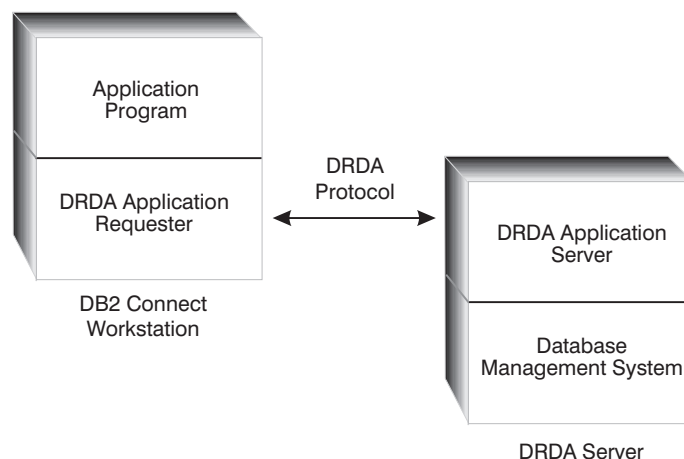 Application
Program
DRDA Application
Requester
DB2 Connect
Workstation
DRDA
Protocol
DRDA Application
Server
Database
Management System
DRDA Server